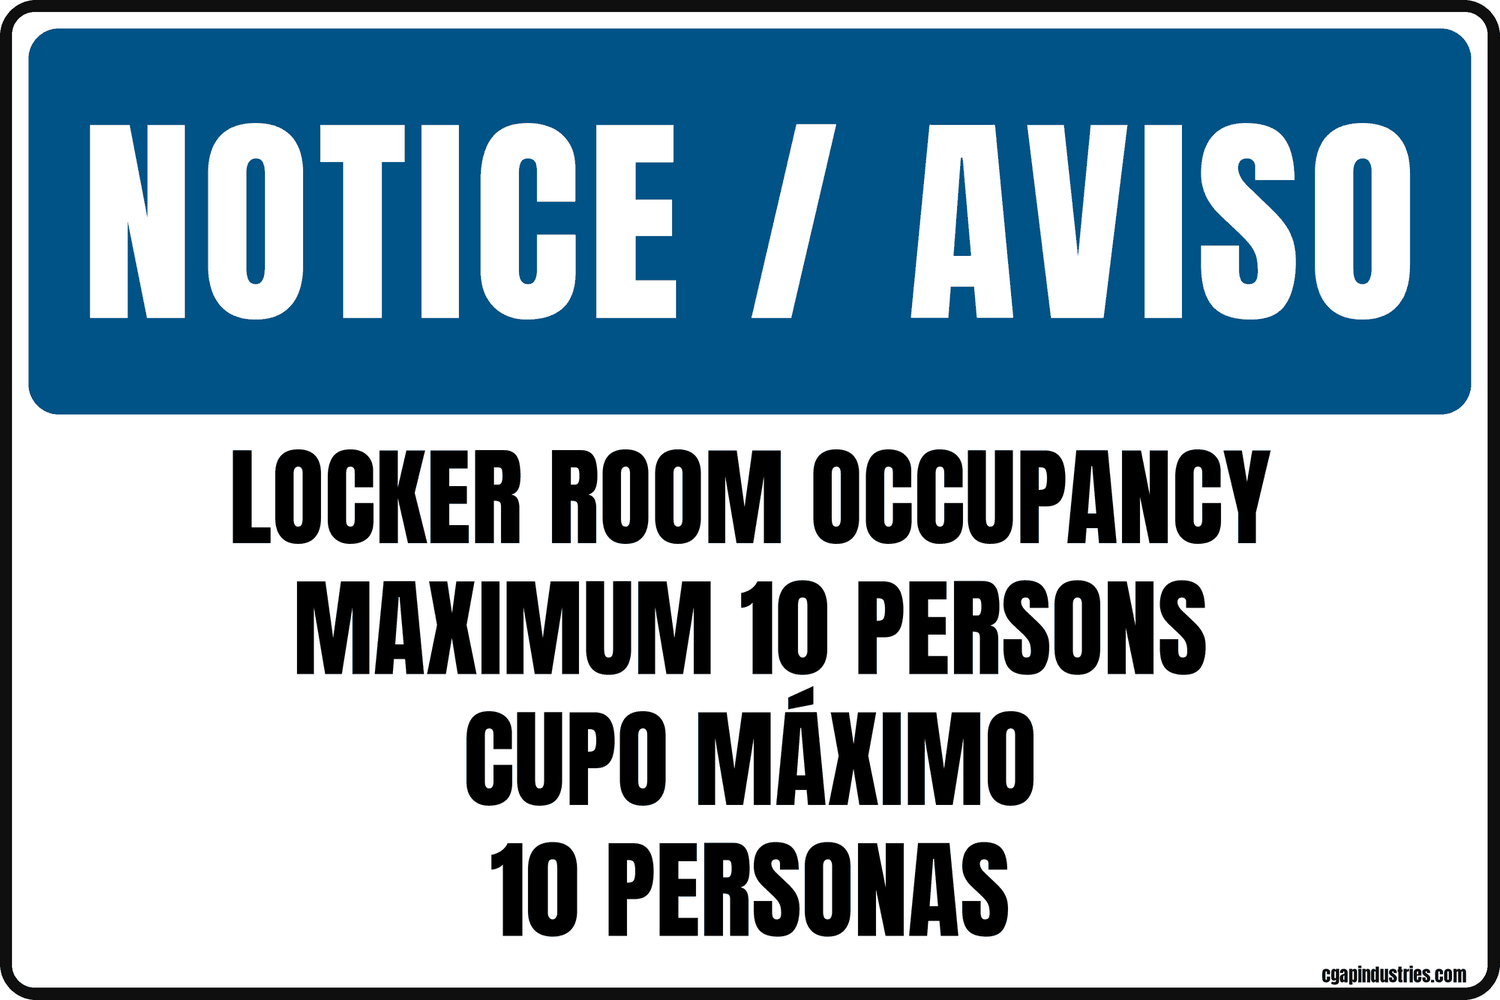 NOTICE / AVISO
LOCKER ROOM OCCUPANCY
MAXIMUM 10 PERSONS
CUPO MÁXIMO
10 PERSONAS
cgapindustries.com